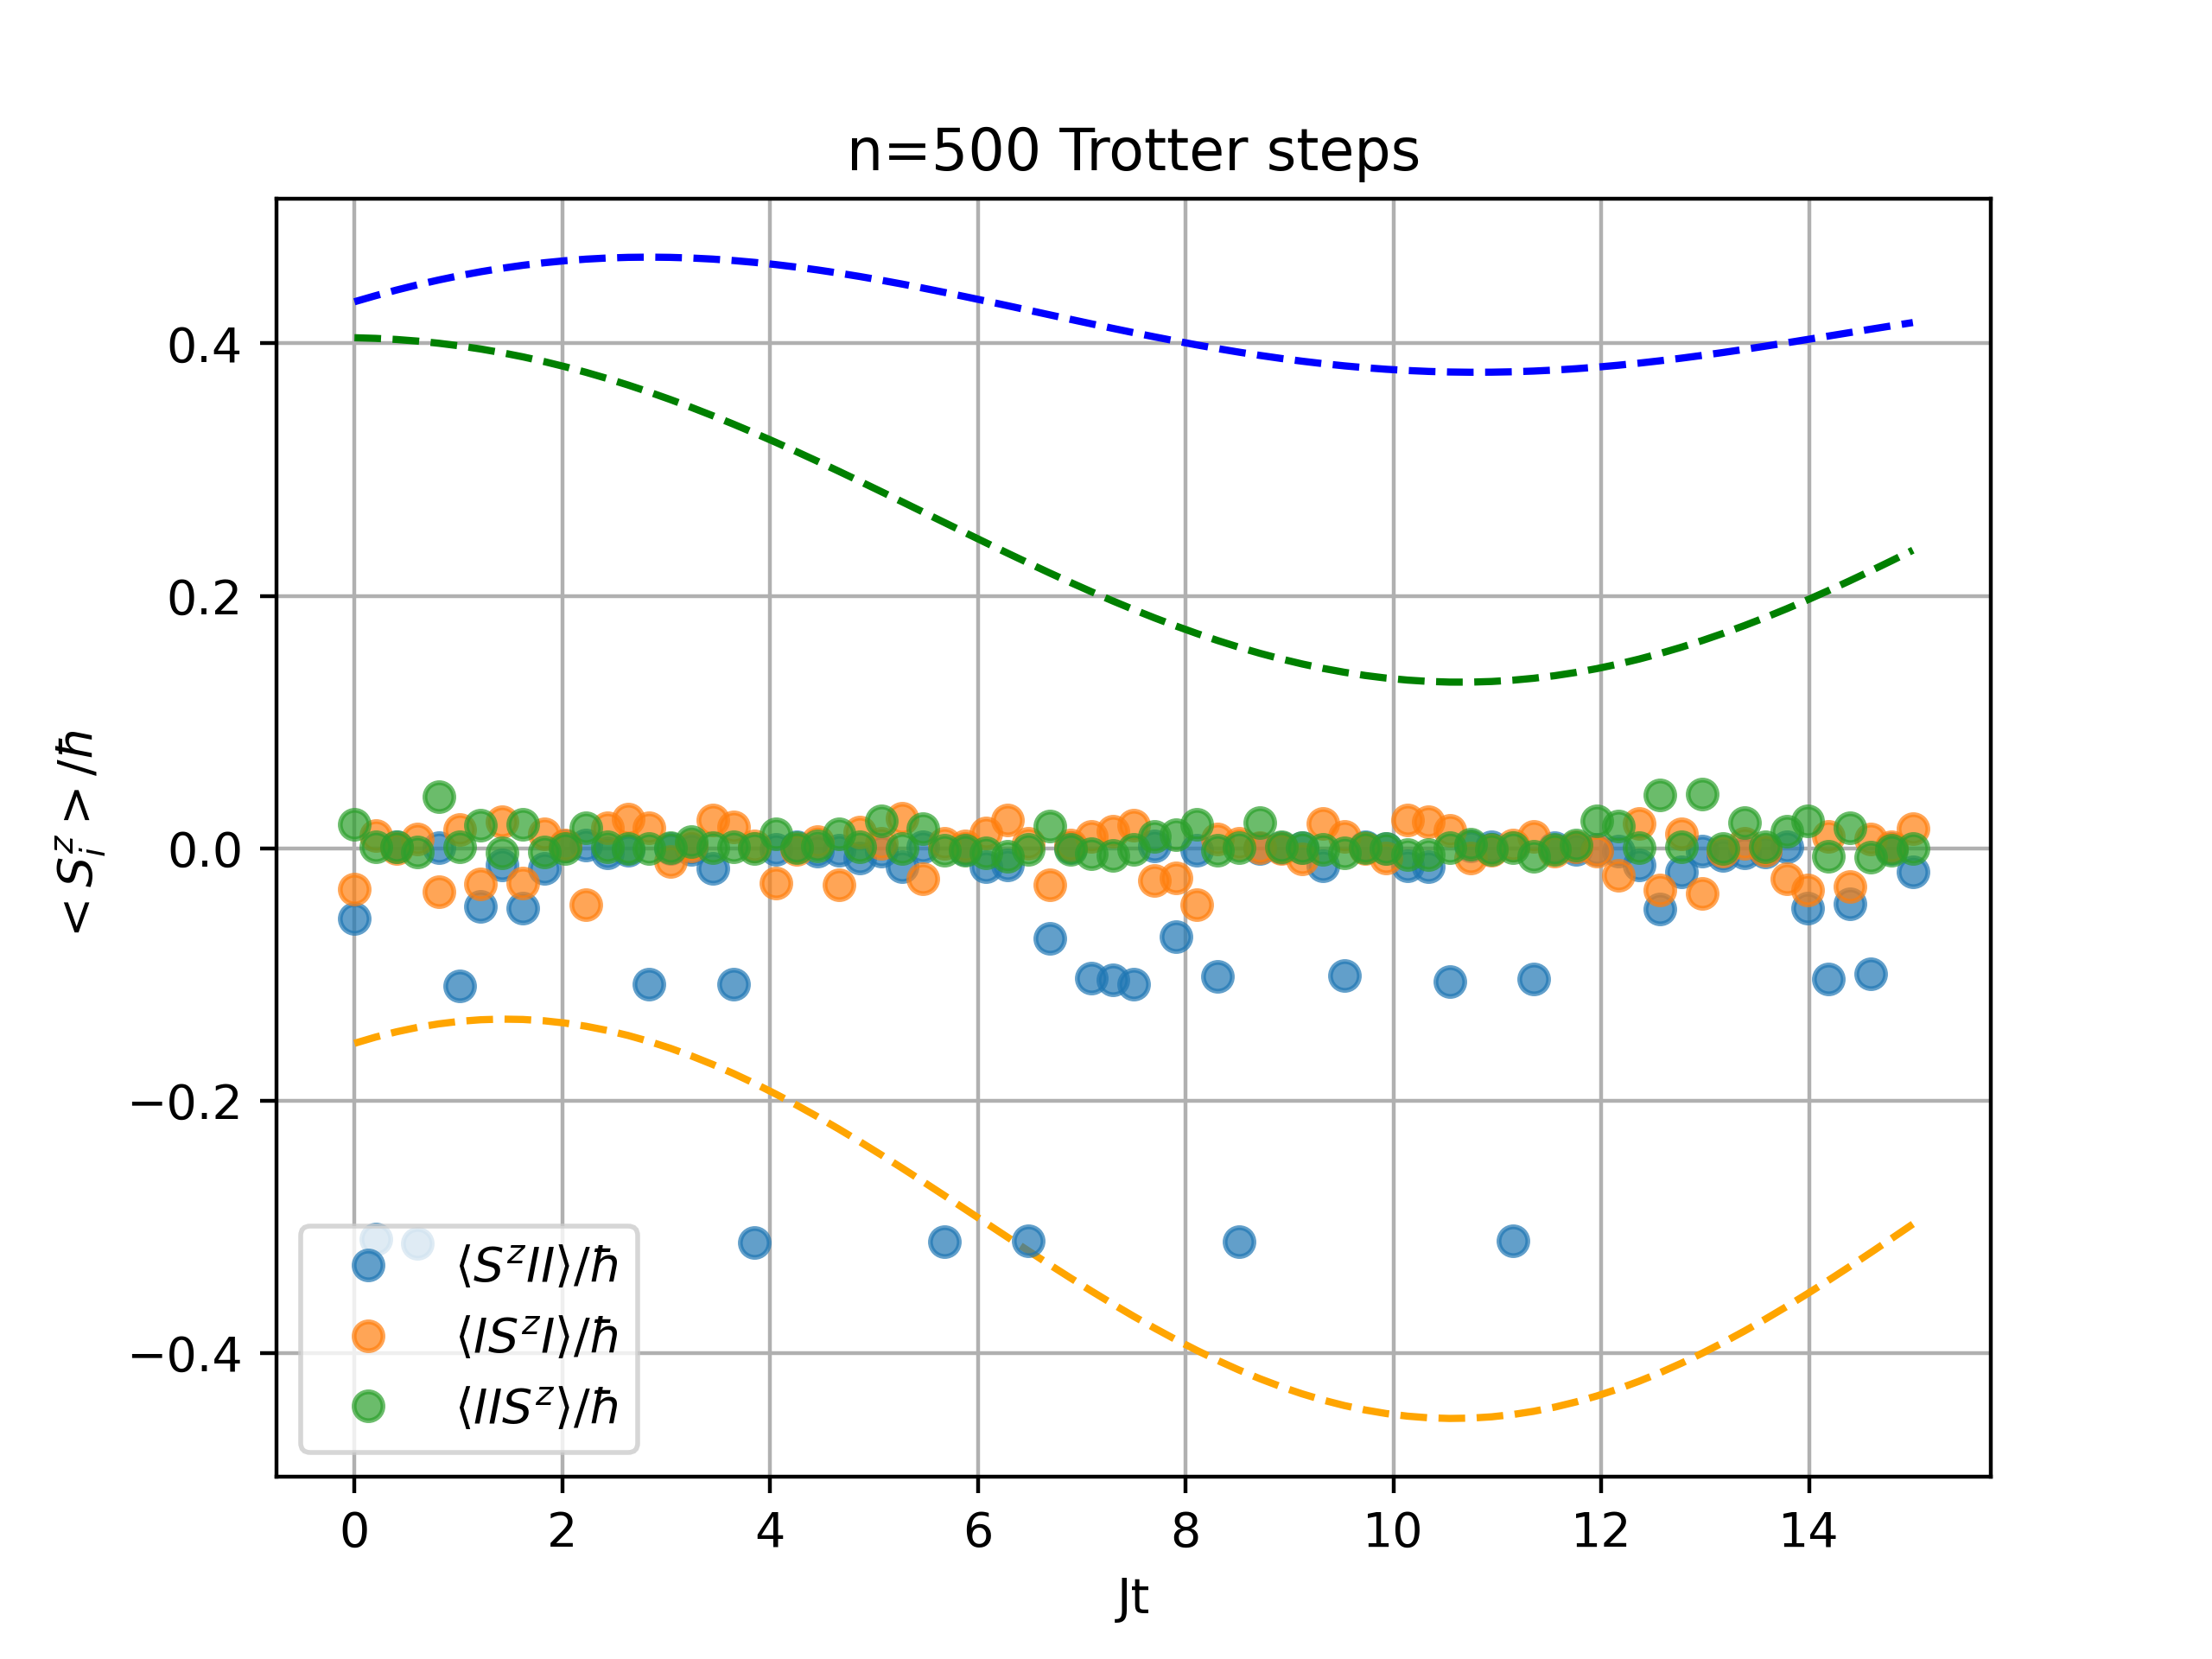 n=500 Trotter steps
0.4
0.2
0.0
−0.2
−0.4
< S_i^z > /ħ
⟨S^z II⟩/ħ
⟨IS^z I⟩/ħ
⟨IIS^z⟩/ħ
0 2 4 6 8 10 12 14
Jt